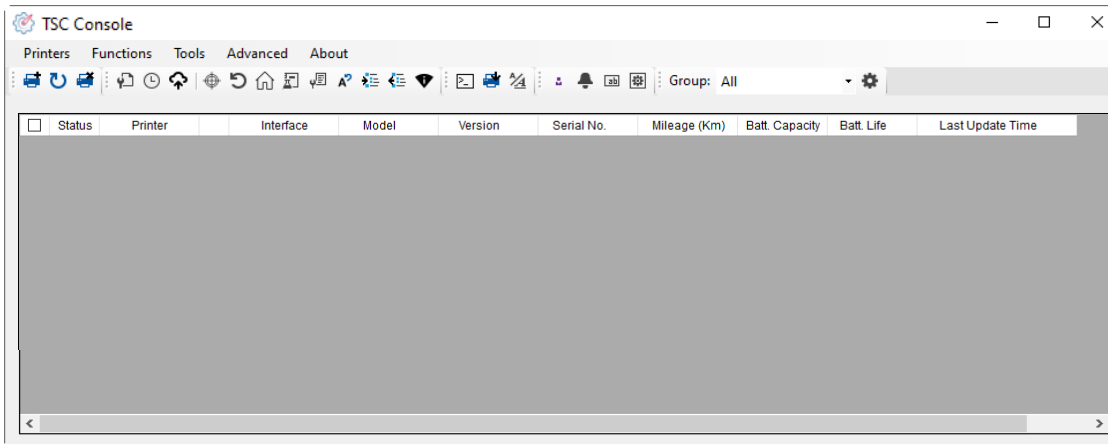 TSC Console
Printers Functions Tools Advanced About
Group: All
Status Printer Interface Model Version Serial No. Mileage (Km) Batt. Capacity Batt. Life Last Update Time